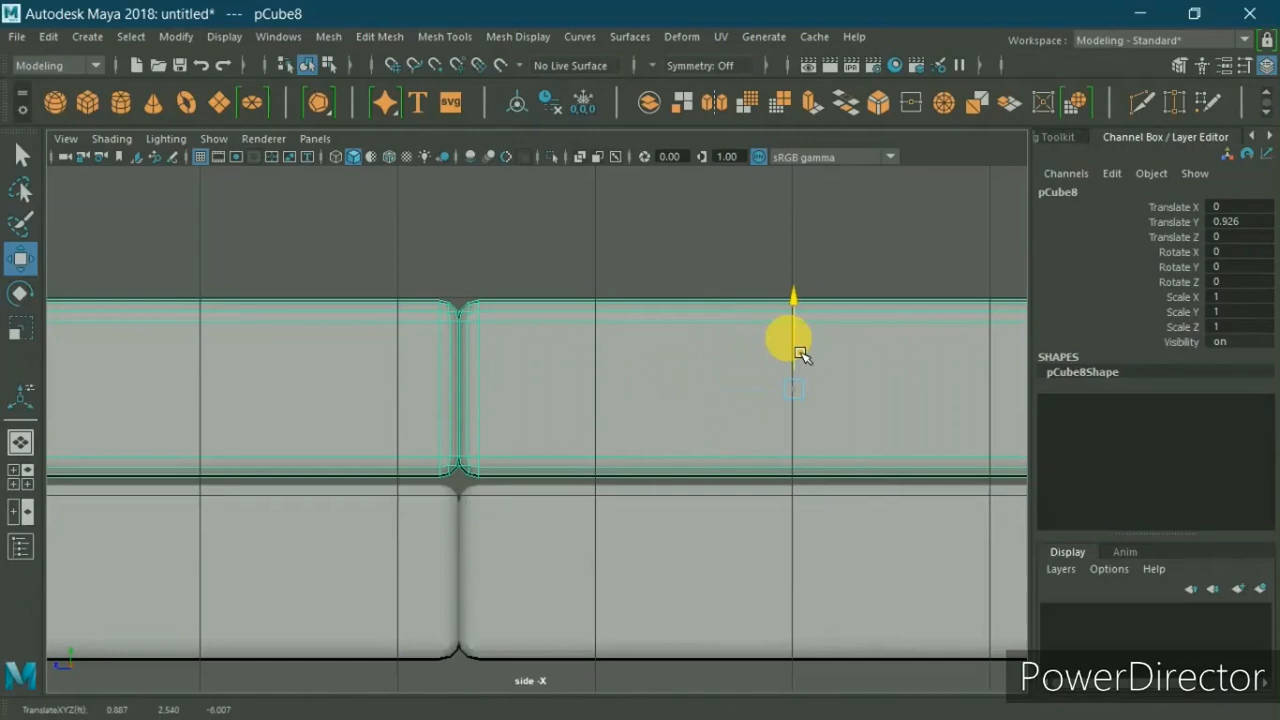 Autodesk Maya 2018: untitled* --- pCube8
File Edit Create Select Modify Display Windows Mesh Edit Mesh Mesh Tools Mesh Display Curves Surfaces Deform UV Generate Cache Help
Workspace : Modeling - Standard*
Modeling
No Live Surface
Symmetry: Off
T
SVG
0,0,0
View Shading Lighting Show Renderer Panels
g Toolkit
Channel Box / Layer Editor
0.00
1.00
sRGB gamma
Channels Edit Object Show
pCube8
Translate X 0
Translate Y 0.926
Translate Z 0
Rotate X 0
Rotate Y 0
Rotate Z 0
Scale X 1
Scale Y 1
Scale Z 1
Visibility on
SHAPES
pCube8Shape
Display Anim
Layers Options Help
side -X
PowerDirector
TranslateXYZ(ft): 0.887 2.540 -6.007